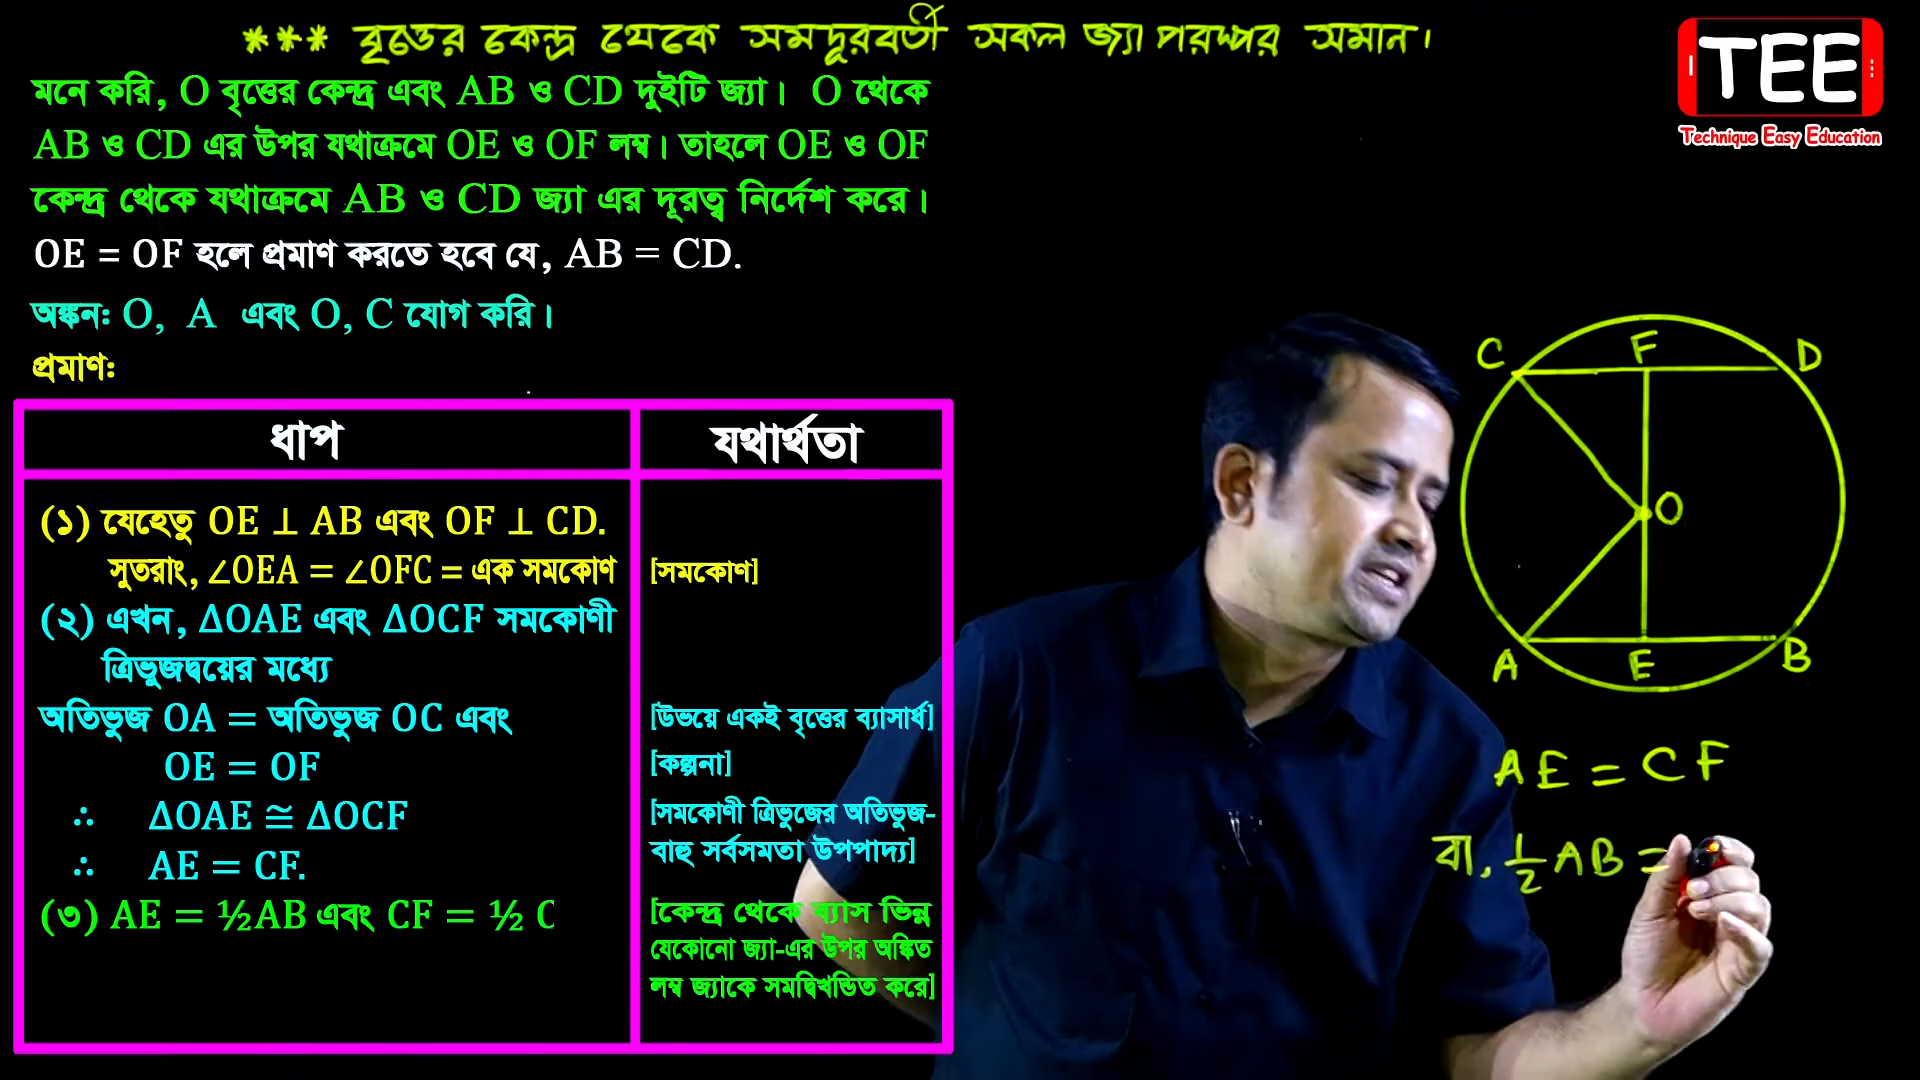 *** বৃত্তের কেন্দ্র থেকে সমদূরবর্তী সকল জ্যা পরস্পর সমান।
TEE
Technique Easy Education
মনে করি, O বৃত্তের কেন্দ্র এবং AB ও CD দুইটি জ্যা। O থেকে
AB ও CD এর উপর যথাক্রমে OE ও OF লম্ব। তাহলে OE ও OF
কেন্দ্র থেকে যথাক্রমে AB ও CD জ্যা এর দূরত্ব নির্দেশ করে।
OE = OF হলে প্রমাণ করতে হবে যে, AB = CD.
অঙ্কন: O, A এবং O, C যোগ করি।
প্রমাণ:
ধাপ
যথার্থতা
(১) যেহেতু OE ⊥ AB এবং OF ⊥ CD.
সুতরাং, ∠OEA = ∠OFC = এক সমকোণ
[সমকোণ]
(২) এখন, ΔOAE এবং ΔOCF সমকোণী
ত্রিভুজদ্বয়ের মধ্যে
অতিভুজ OA = অতিভুজ OC এবং
[উভয়ে একই বৃত্তের ব্যাসার্ধ]
OE = OF
[কল্পনা]
∴ ΔOAE ≅ ΔOCF
[সমকোণী ত্রিভুজের অতিভুজ-
বাহু সর্বসমতা উপপাদ্য]
∴ AE = CF.
(৩) AE = ½AB এবং CF = ½ C
[কেন্দ্র থেকে ব্যাস ভিন্ন
যেকোনো জ্যা-এর উপর অঙ্কিত
লম্ব জ্যাকে সমদ্বিখন্ডিত করে]
C F D
O
A E B
AE = CF
বা, ½ AB =